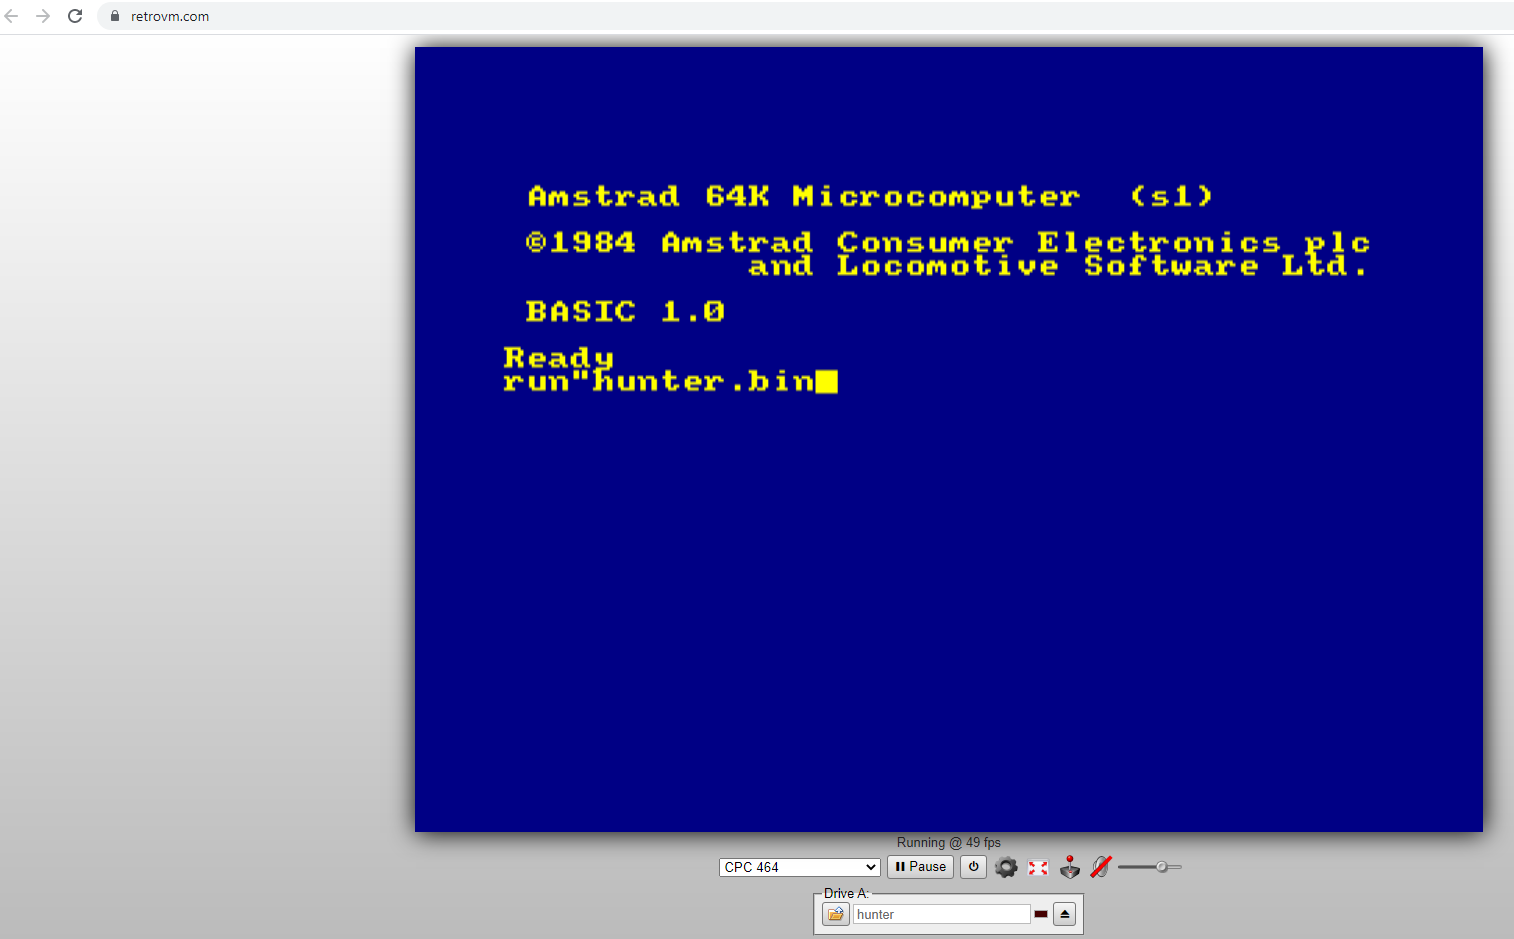 retrovm.com
Amstrad 64K Microcomputer (s1)
©1984 Amstrad Consumer Electronics plc
and Locomotive Software Ltd.
BASIC 1.0
Ready
run"hunter.bin
Running @ 49 fps
CPC 464
Pause
Drive A:
hunter